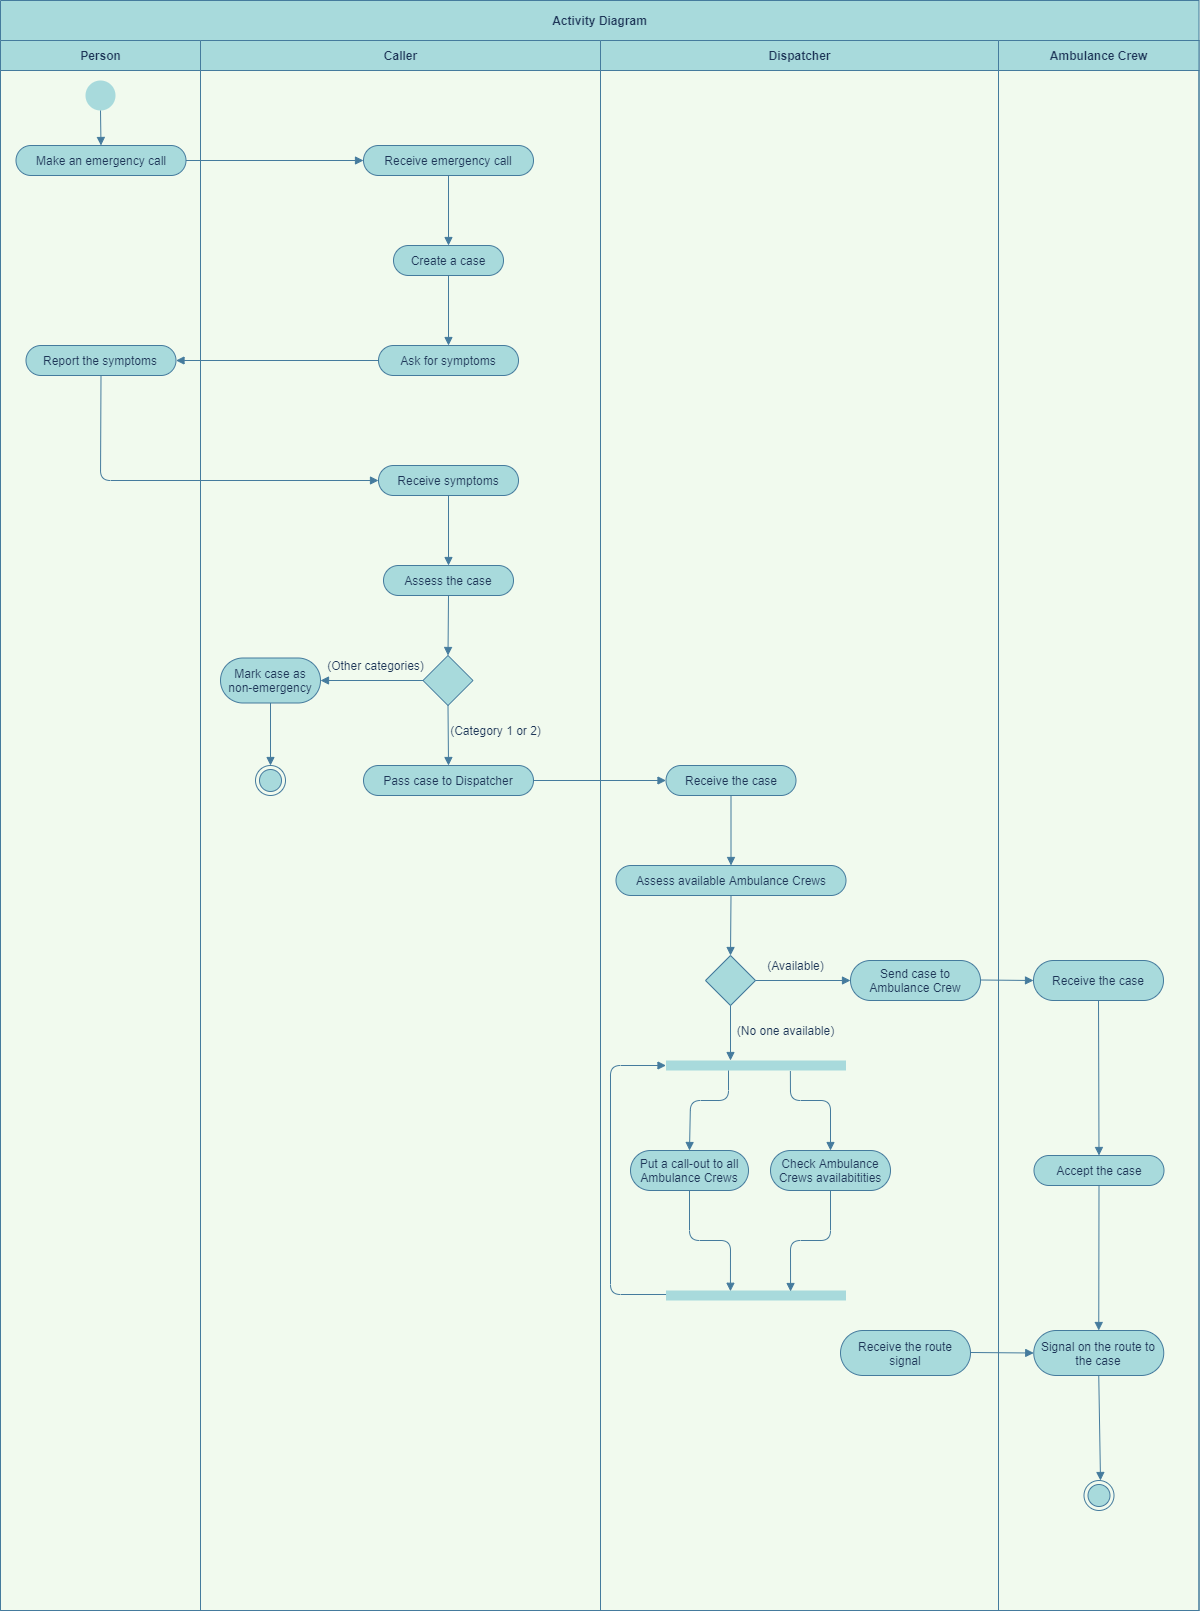 Activity Diagram
Person
Caller
Dispatcher
Ambulance Crew
Make an emergency call
Receive emergency call
Create a case
Report the symptoms
Ask for symptoms
Receive symptoms
Assess the case
(Other categories)
Mark case as
non-emergency
(Category 1 or 2)
Pass case to Dispatcher
Receive the case
Assess available Ambulance Crews
(Available)
Send case to
Ambulance Crew
Receive the case
(No one available)
Put a call-out to all
Ambulance Crews
Check Ambulance
Crews availabitities
Accept the case
Receive the route
signal
Signal on the route to
the case